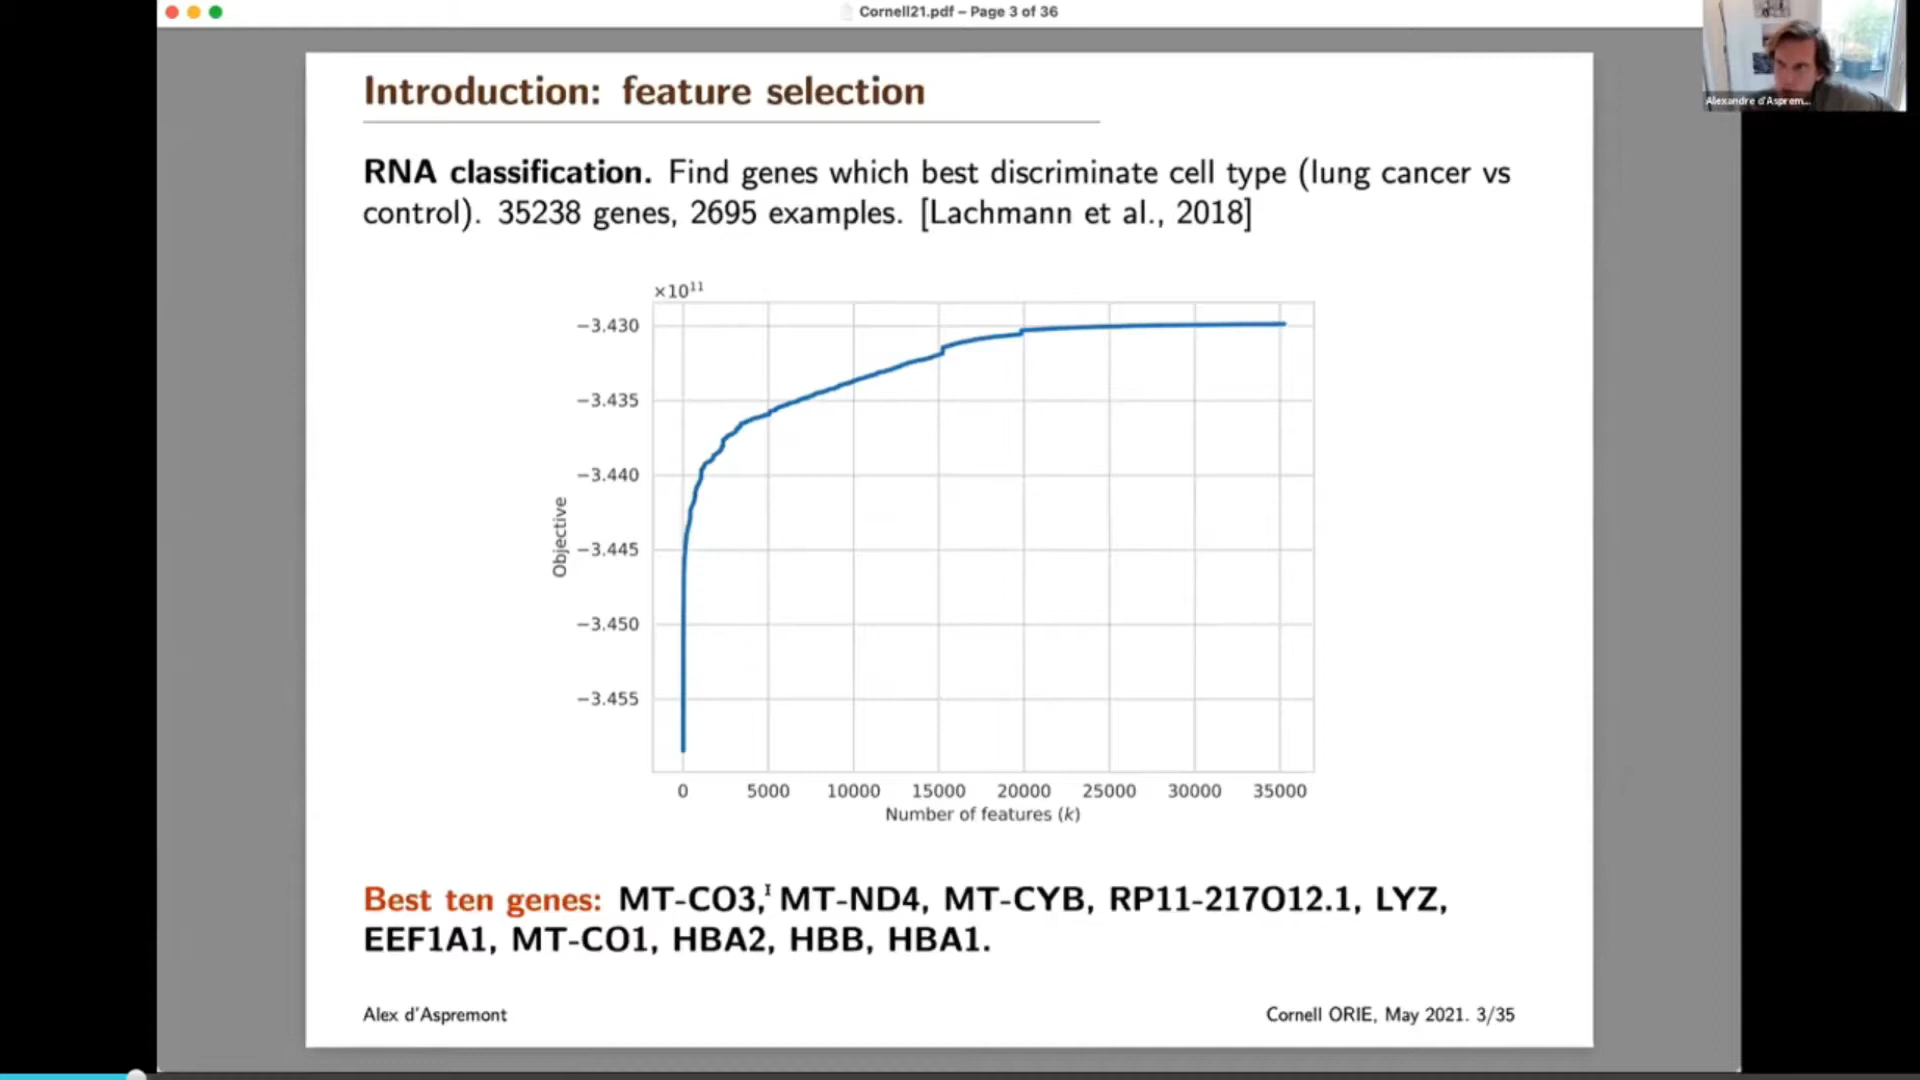 Cornell21.pdf – Page 3 of 36
Alexandre d'Asprem...
Introduction: feature selection
RNA classification. Find genes which best discriminate cell type (lung cancer vs
control). 35238 genes, 2695 examples. [Lachmann et al., 2018]
×10¹¹
−3.430
−3.435
−3.440
−3.445
−3.450
−3.455
Objective
0 5000 10000 15000 20000 25000 30000 35000
Number of features (k)
Best ten genes: MT-CO3, MT-ND4, MT-CYB, RP11-217O12.1, LYZ,
EEF1A1, MT-CO1, HBA2, HBB, HBA1.
Alex d'Aspremont
Cornell ORIE, May 2021. 3/35